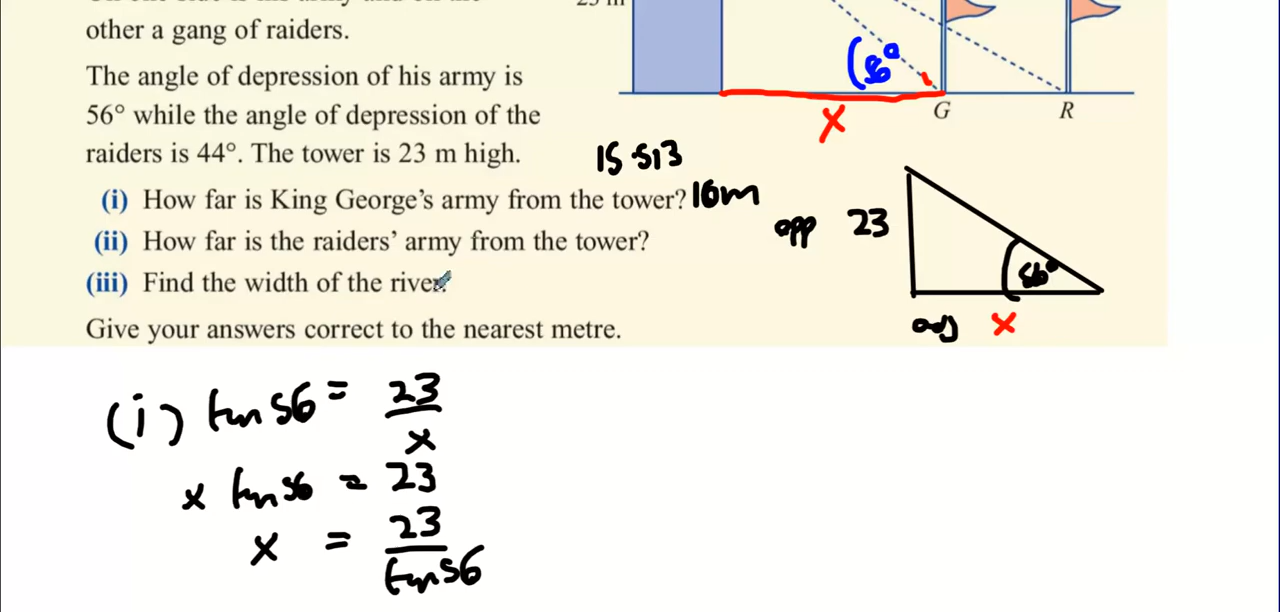 other a gang of raiders.
The angle of depression of his army is
56° while the angle of depression of the
raiders is 44°. The tower is 23 m high.
(i) How far is King George's army from the tower?
(ii) How far is the raiders' army from the tower?
(iii) Find the width of the river.
Give your answers correct to the nearest metre.
15.513
16m
56°
x
G
R
opp 23
56°
adj x
(i) tan 56 = 23
x
x tan 56 = 23
x = 23
tan 56